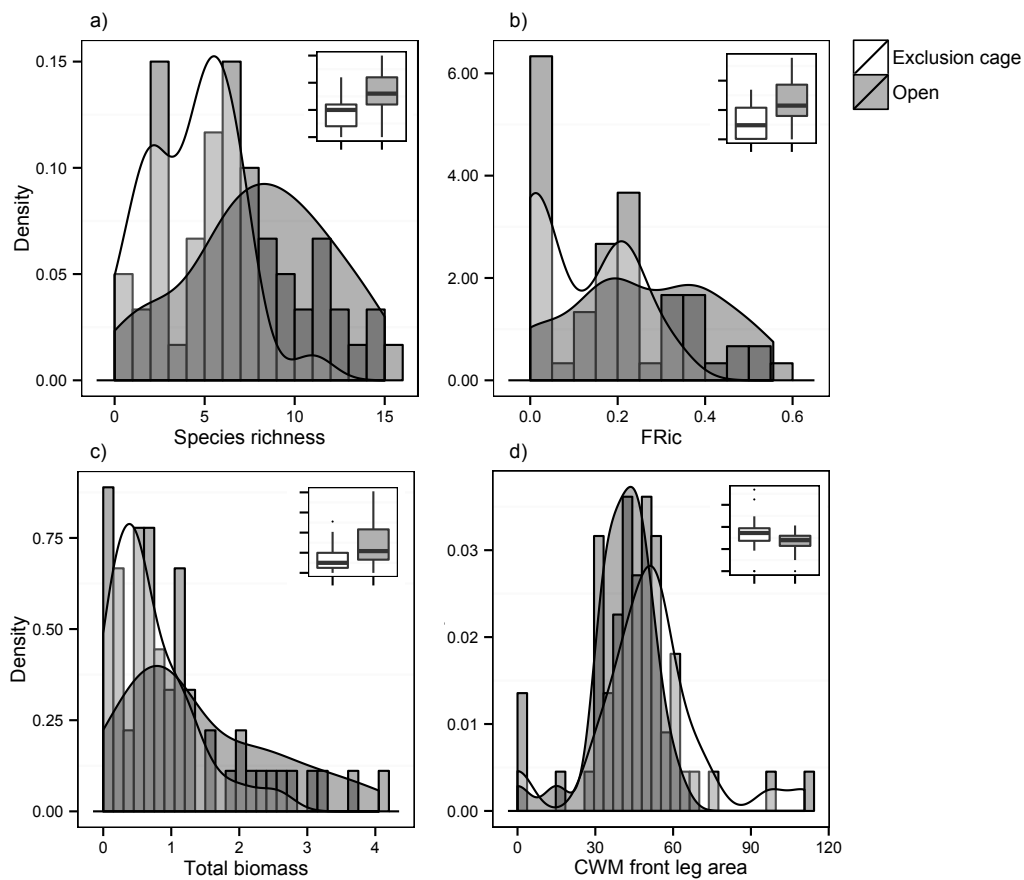 a)
b)
Exclusion cage
Open
Density
0.15
0.10
0.05
0.00
0
5
10
15
Species richness
6.00
4.00
2.00
0.00
0.0
0.2
0.4
0.6
FRic
c)
d)
Density
0.75
0.50
0.25
0.00
0
1
2
3
4
Total biomass
0.03
0.02
0.01
0.00
0
30
60
90
120
CWM front leg area